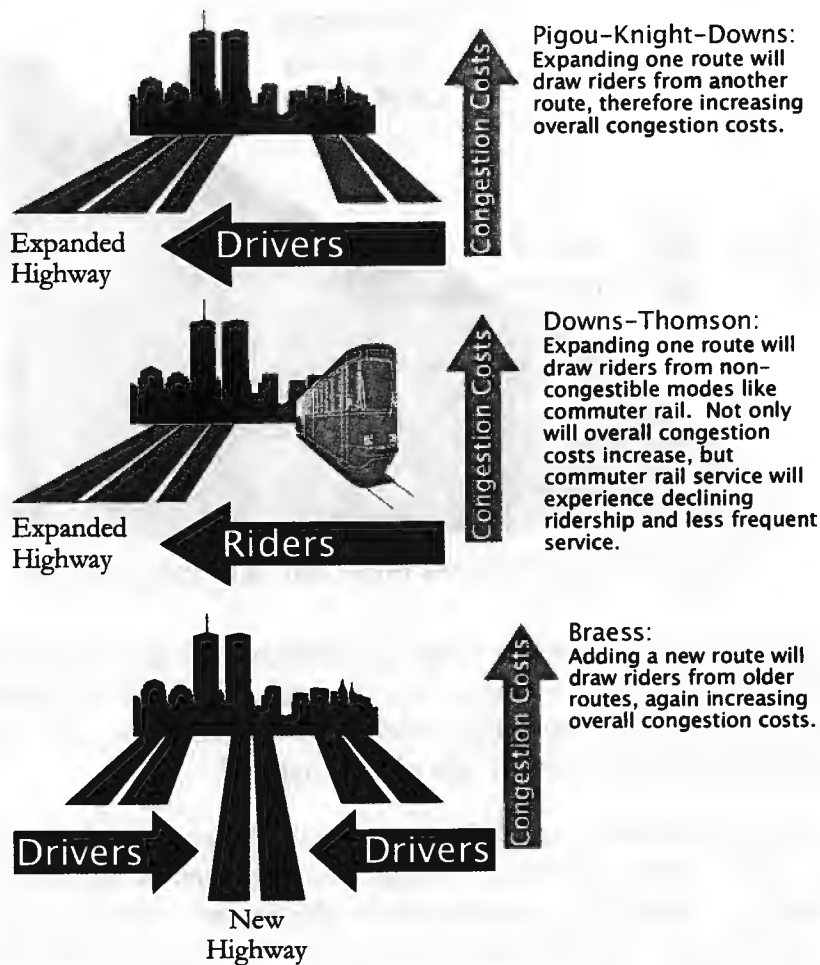 Pigou-Knight-Downs:
Expanding one route will
draw riders from another
route, therefore increasing
overall congestion costs.
Congestion Costs
Drivers
Expanded
Highway
Downs-Thomson:
Expanding one route will
draw riders from non-
congestible modes like
commuter rail. Not only
will overall congestion
costs increase, but
commuter rail service will
experience declining
ridership and less frequent
service.
Congestion Costs
Riders
Expanded
Highway
Braess:
Adding a new route will
draw riders from older
routes, again increasing
overall congestion costs.
Congestion Costs
Drivers
Drivers
New
Highway